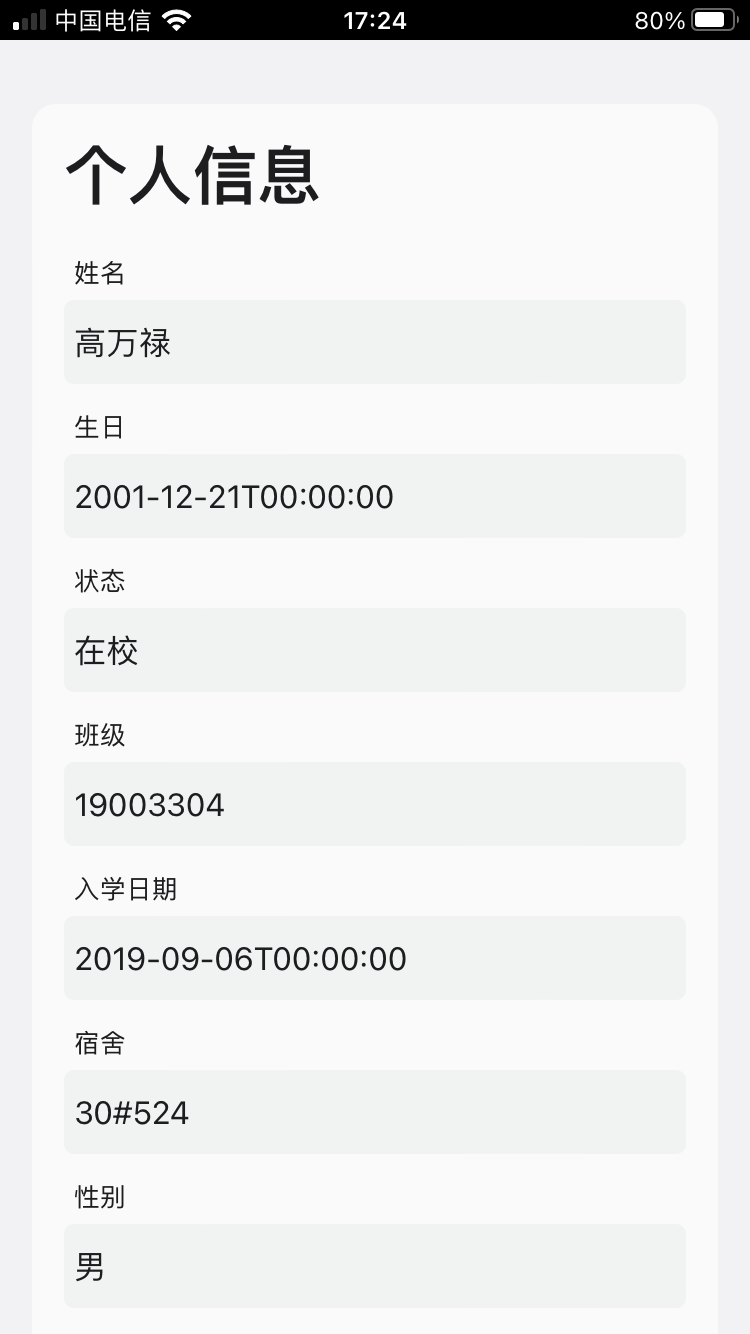 中国电信 17:24 80%
个人信息
姓名
高万禄
生日
2001-12-21T00:00:00
状态
在校
班级
19003304
入学日期
2019-09-06T00:00:00
宿舍
30#524
性别
男